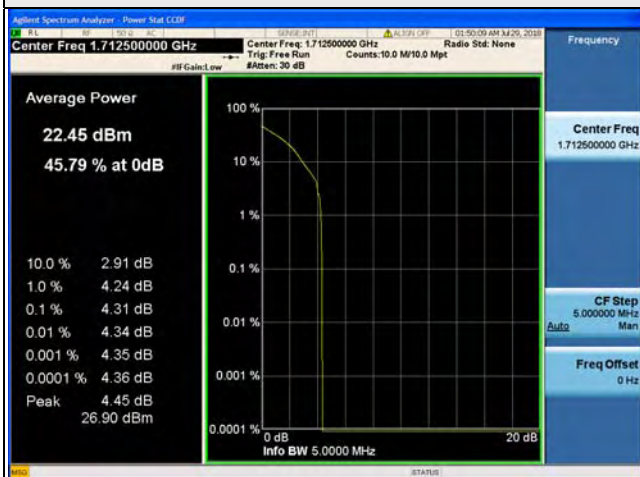 Agilent Spectrum Analyzer - Power Stat CCDF
RL RF 50 Ω AC SENSE:INT ALIGN OFF 01:50:09 AM Jul 29, 2018
Center Freq 1.712500000 GHz
Center Freq: 1.712500000 GHz Radio Std: None
Trig: Free Run Counts:10.0 M/10.0 Mpt
#IFGain:Low #Atten: 30 dB
Frequency
Average Power
22.45 dBm
45.79 % at 0dB
10.0 % 2.91 dB
1.0 % 4.24 dB
0.1 % 4.31 dB
0.01 % 4.34 dB
0.001 % 4.35 dB
0.0001 % 4.36 dB
Peak 4.45 dB
26.90 dBm
100 %
10 %
1 %
0.1 %
0.01 %
0.001 %
0.0001 %
0 dB 20 dB
Info BW 5.0000 MHz
Center Freq
1.712500000 GHz
CF Step
5.000000 MHz
Auto Man
Freq Offset
0 Hz
MSG STATUS